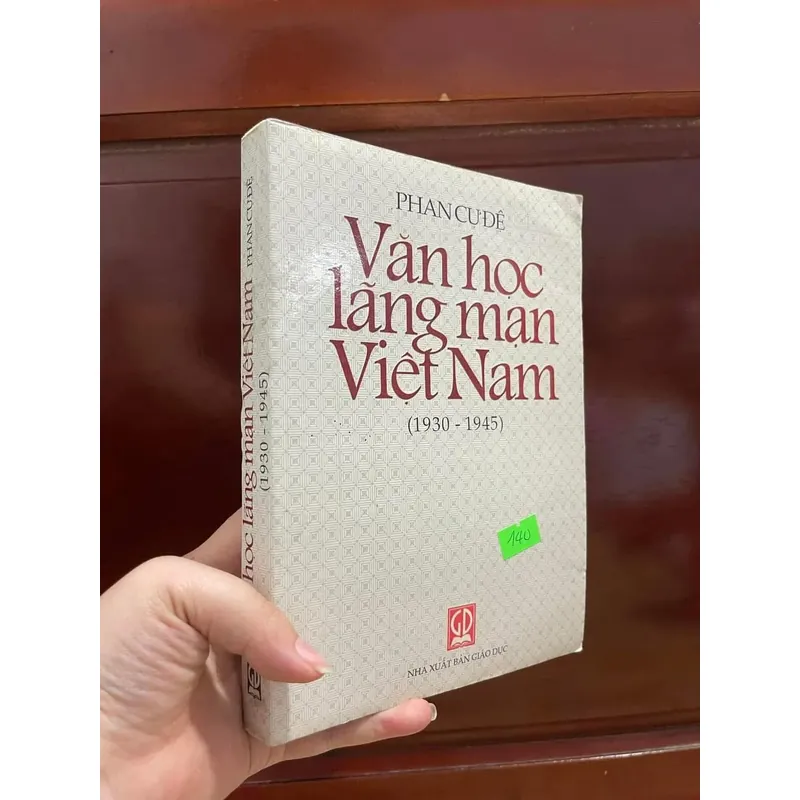 PHAN CỰ ĐỆ
Văn học
lãng mạn
Việt Nam
(1930 - 1945)
140
GD
NHÀ XUẤT BẢN GIÁO DỤC
học lãng mạn Việt Nam PHAN CỰ ĐỆ
(1930 - 1945)